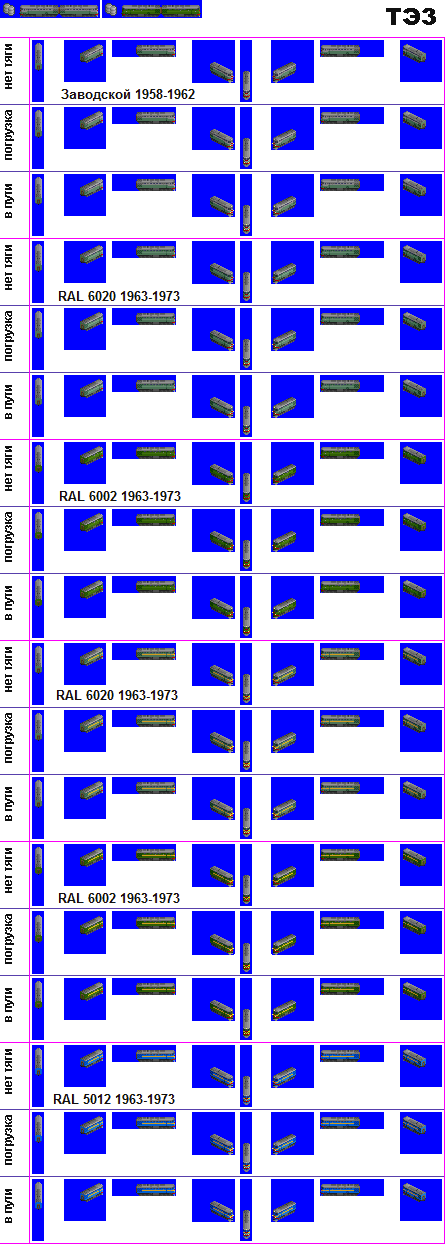 ТЭ3
нет тяги
Заводской 1958-1962
погрузка
в пути
нет тяги
RAL 6020 1963-1973
погрузка
в пути
нет тяги
RAL 6002 1963-1973
погрузка
в пути
нет тяги
RAL 6020 1963-1973
погрузка
в пути
нет тяги
RAL 6002 1963-1973
погрузка
в пути
нет тяги
RAL 5012 1963-1973
погрузка
в пути